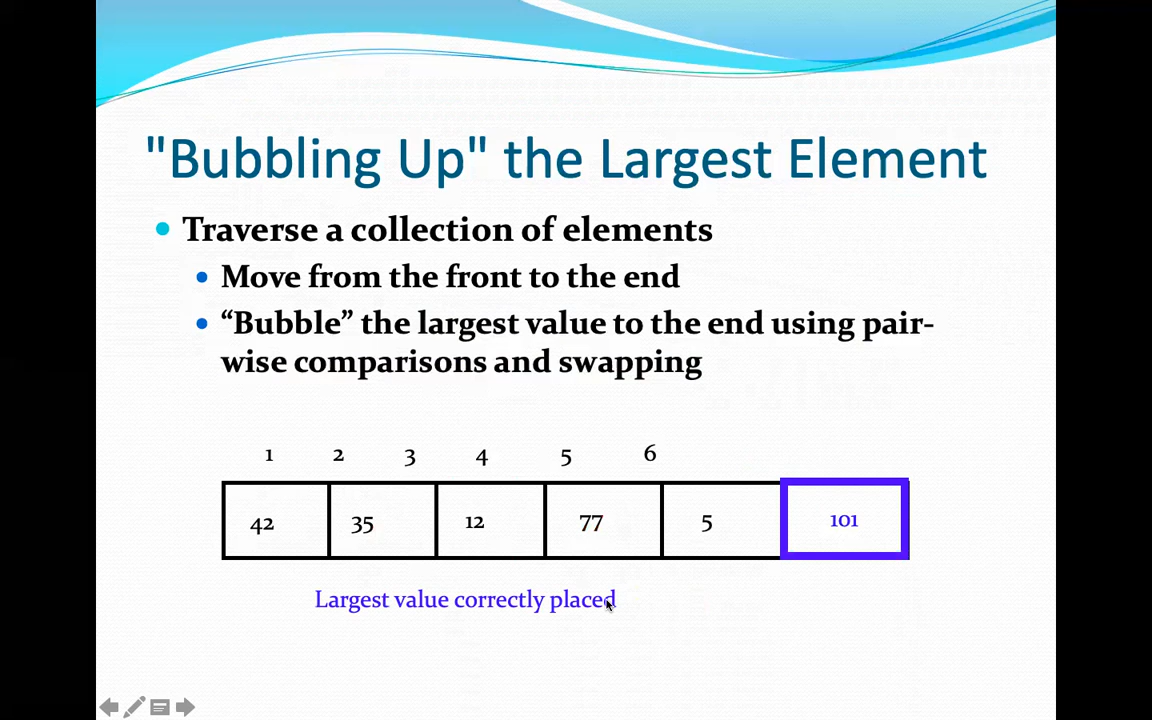 "Bubbling Up" the Largest Element
Traverse a collection of elements
Move from the front to the end
“Bubble” the largest value to the end using pair-
wise comparisons and swapping
1 2 3 4 5 6
42 35 12 77 5 101
Largest value correctly placed